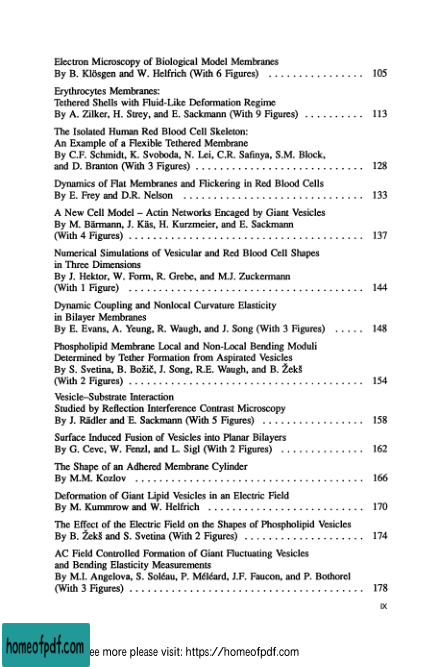 Electron Microscopy of Biological Model Membranes
By B. Klösgen and W. Helfrich (With 6 Figures) ................ 105
Erythrocytes Membranes:
Tethered Shells with Fluid-Like Deformation Regime
By A. Zilker, H. Strey, and E. Sackmann (With 9 Figures) .......... 113
The Isolated Human Red Blood Cell Skeleton:
An Example of a Flexible Tethered Membrane
By C.F. Schmidt, K. Svoboda, N. Lei, C.R. Safinya, S.M. Block,
and D. Branton (With 3 Figures) ............................ 128
Dynamics of Flat Membranes and Flickering in Red Blood Cells
By E. Frey and D.R. Nelson .............................. 133
A New Cell Model – Actin Networks Encaged by Giant Vesicles
By M. Bärmann, J. Käs, H. Kurzmeier, and E. Sackmann
(With 4 Figures) ....................................... 137
Numerical Simulations of Vesicular and Red Blood Cell Shapes
in Three Dimensions
By J. Hektor, W. Form, R. Grebe, and M.J. Zuckermann
(With 1 Figure) ....................................... 144
Dynamic Coupling and Nonlocal Curvature Elasticity
in Bilayer Membranes
By E. Evans, A. Yeung, R. Waugh, and J. Song (With 3 Figures) ..... 148
Phospholipid Membrane Local and Non-Local Bending Moduli
Determined by Tether Formation from Aspirated Vesicles
By S. Svetina, B. Božič, J. Song, R.E. Waugh, and B. Žekš
(With 2 Figures) ....................................... 154
Vesicle–Substrate Interaction
Studied by Reflection Interference Contrast Microscopy
By J. Rädler and E. Sackmann (With 5 Figures) ................. 158
Surface Induced Fusion of Vesicles into Planar Bilayers
By G. Cevc, W. Fenzl, and L. Sigl (With 2 Figures) .............. 162
The Shape of an Adhered Membrane Cylinder
By M.M. Kozlov ...................................... 166
Deformation of Giant Lipid Vesicles in an Electric Field
By M. Kummrow and W. Helfrich .......................... 170
The Effect of the Electric Field on the Shapes of Phospholipid Vesicles
By B. Žekš and S. Svetina (With 2 Figures) .................... 174
AC Field Controlled Formation of Giant Fluctuating Vesicles
and Bending Elasticity Measurements
By M.I. Angelova, S. Soléau, P. Méléard, J.F. Faucon, and P. Bothorel
(With 3 Figures) ....................................... 178
IX
homeofpdf.com
ee more please visit: https://homeofpdf.com